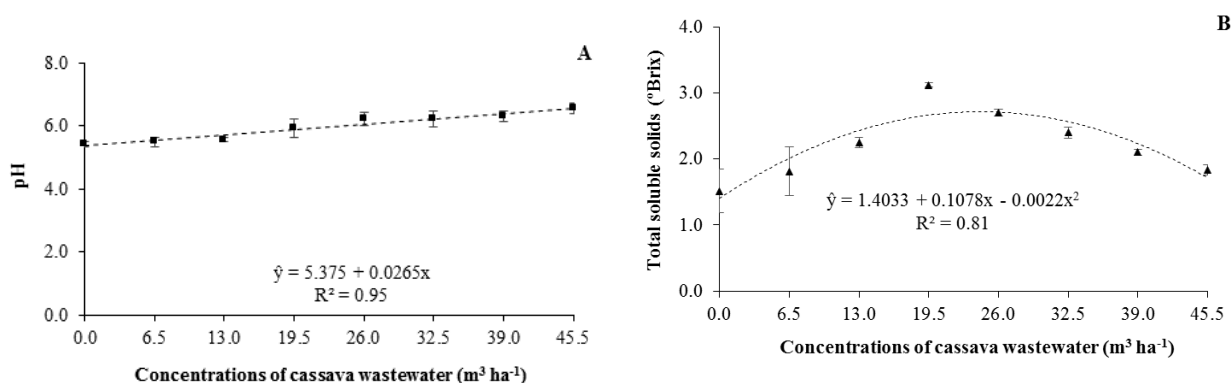 A
8.0
6.0
4.0
2.0
0.0
pH
ŷ = 5.375 + 0.0265x
R² = 0.95
0.0 6.5 13.0 19.5 26.0 32.5 39.0 45.5
Concentrations of cassava wastewater (m³ ha⁻¹)
B
4.0
3.0
2.0
1.0
0.0
Total soluble solids (ºBrix)
ŷ = 1.4033 + 0.1078x - 0.0022x²
R² = 0.81
0.0 6.5 13.0 19.5 26.0 32.5 39.0 45.5
Concentrations of cassava wastewater (m³ ha⁻¹)